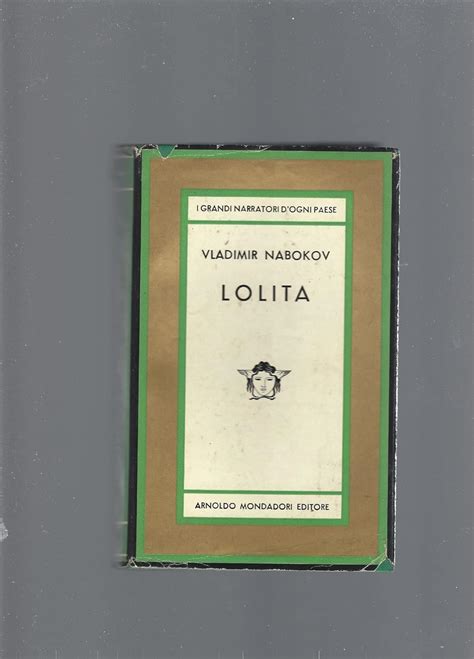 I GRANDI NARRATORI D'OGNI PAESE
VLADIMIR NABOKOV
LOLITA
ARNOLDO MONDADORI EDITORE